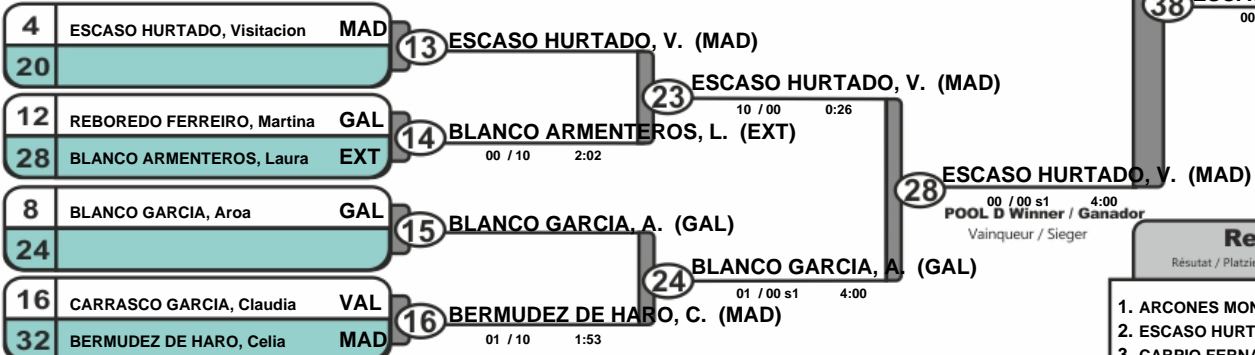 38
00
4 ESCASO HURTADO, Visitacion MAD
20
13 ESCASO HURTADO, V. (MAD)
23 ESCASO HURTADO, V. (MAD)
10 / 00 0:26
12 REBOREDO FERREIRO, Martina GAL
28 BLANCO ARMENTEROS, Laura EXT
14 BLANCO ARMENTEROS, L. (EXT)
00 / 10 2:02
28 ESCASO HURTADO, V. (MAD)
00 / 00 s1 4:00
POOL D Winner / Ganador
Vainqueur / Sieger
8 BLANCO GARCIA, Aroa GAL
24
15 BLANCO GARCIA, A. (GAL)
24 BLANCO GARCIA, A. (GAL)
01 / 00 s1 4:00
16 CARRASCO GARCIA, Claudia VAL
32 BERMUDEZ DE HARO, Celia MAD
16 BERMUDEZ DE HARO, C. (MAD)
01 / 10 1:53
Re
Résutat / Platzie
1. ARCONES MON
2. ESCASO HURT